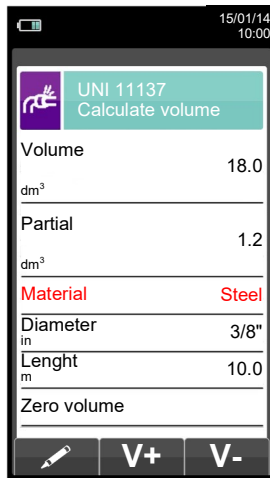 15/01/14
10:00
UNI 11137
Calculate volume
Volume
18.0
dm³
Partial
1.2
dm³
Material Steel
Diameter
in
3/8"
Lenght
m
10.0
Zero volume
V+ V-